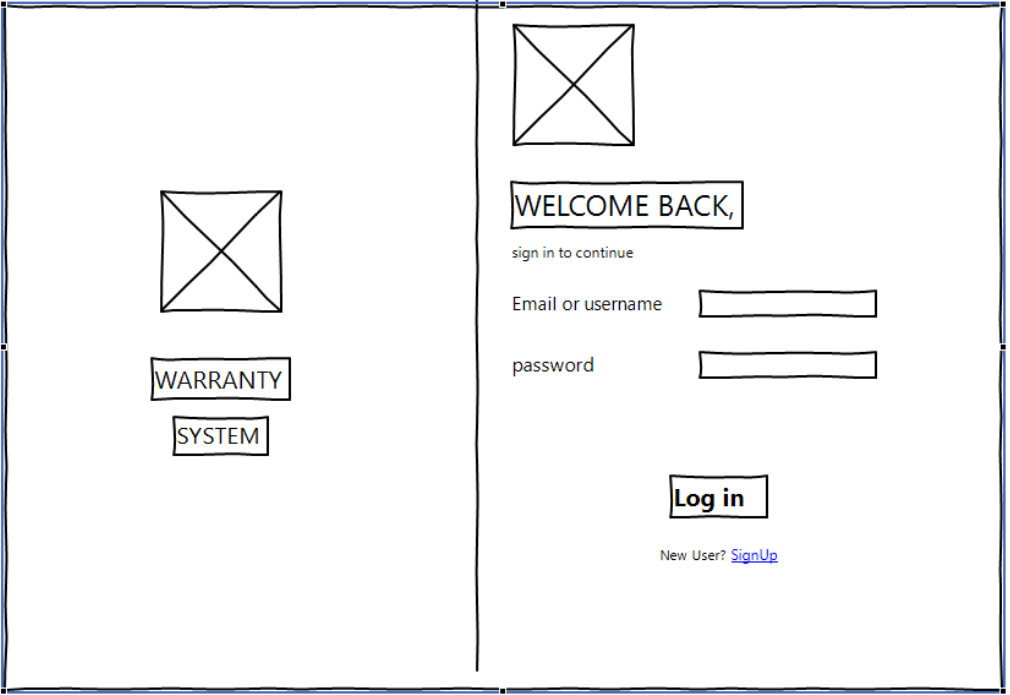 WARRANTY
SYSTEM
WELCOME BACK,
sign in to continue
Email or username
password
Log in
New User? SignUp